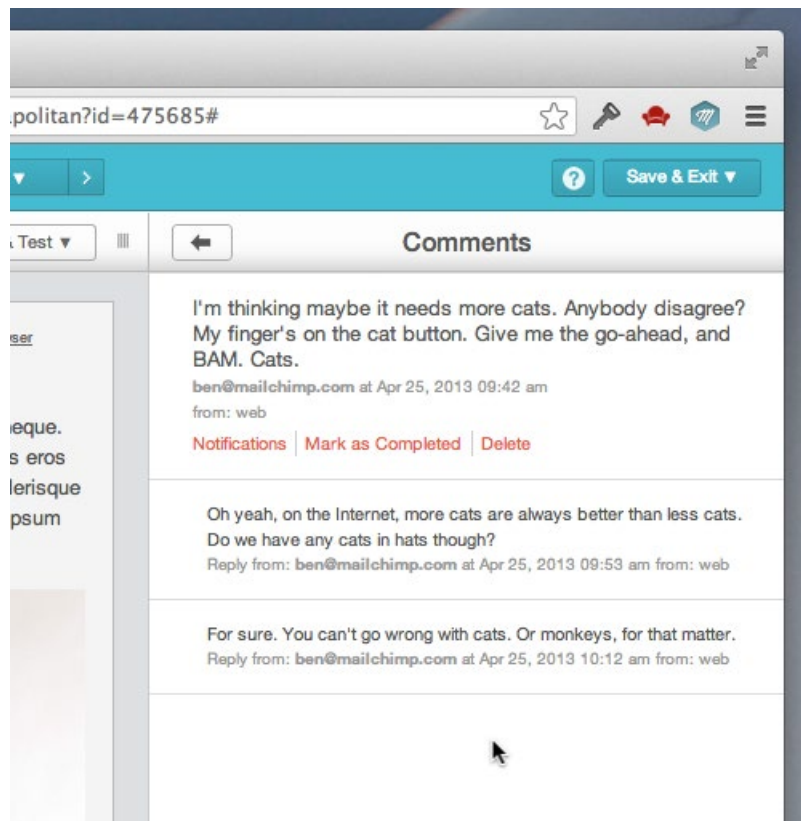 .politan?id=475685#
Save & Exit ▼
Test ▼
Comments
I'm thinking maybe it needs more cats. Anybody disagree?
My finger's on the cat button. Give me the go-ahead, and
BAM. Cats.
ben@mailchimp.com at Apr 25, 2013 09:42 am
from: web
Notifications Mark as Completed Delete
Oh yeah, on the Internet, more cats are always better than less cats.
Do we have any cats in hats though?
Reply from: ben@mailchimp.com at Apr 25, 2013 09:53 am from: web
For sure. You can't go wrong with cats. Or monkeys, for that matter.
Reply from: ben@mailchimp.com at Apr 25, 2013 10:12 am from: web
eque.
s eros
lerisque
psum